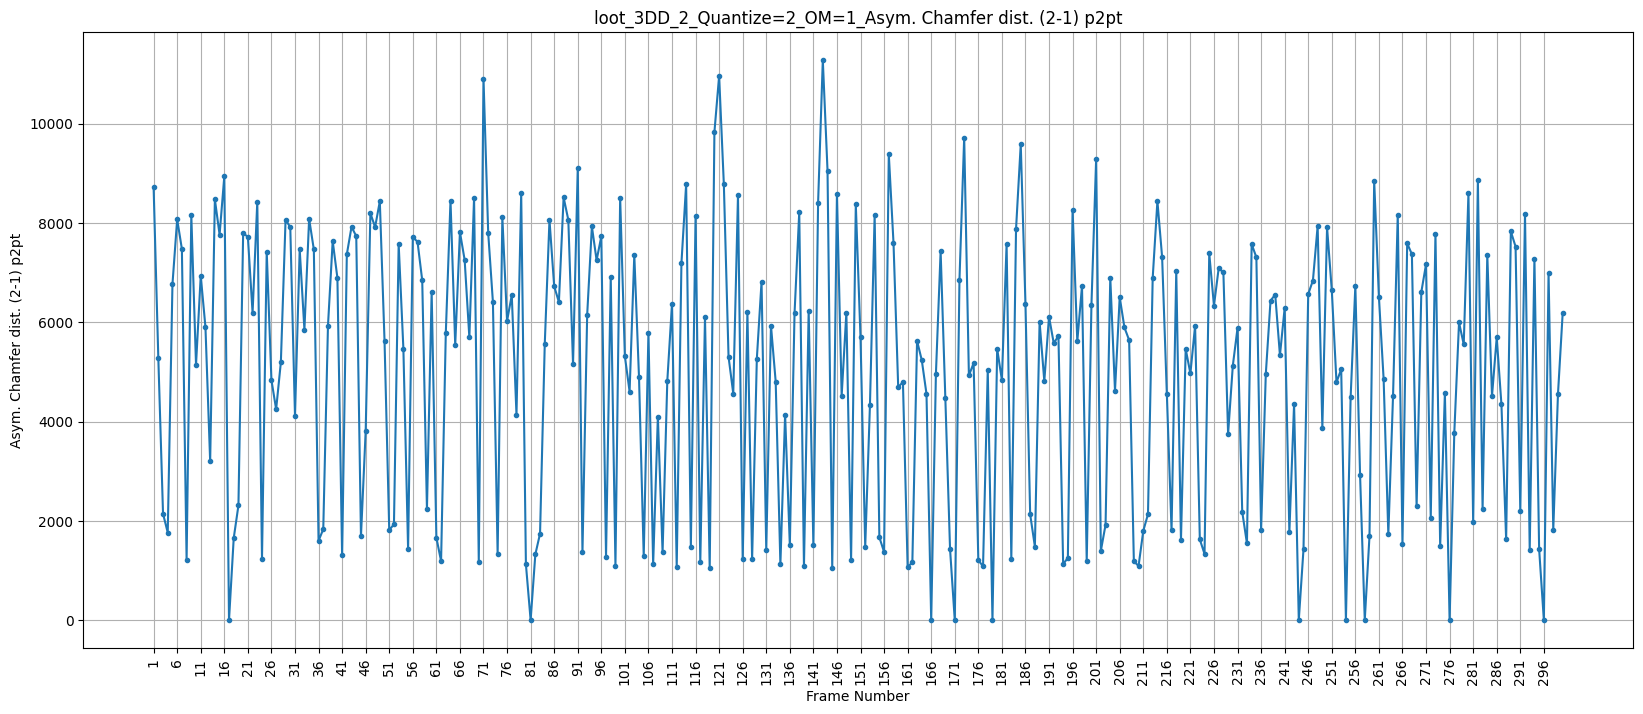 loot_3DD_2_Quantize=2_OM=1_Asym. Chamfer dist. (2-1) p2pt
Asym. Chamfer dist. (2-1) p2pt
10000
8000
6000
4000
2000
0
1 6 11 16 21 26 31 36 41 46 51 56 61 66 71 76 81 86 91 96 101 106 111 116 121 126 131 136 141 146 151 156 161 166 171 176 181 186 191 196 201 206 211 216 221 226 231 236 241 246 251 256 261 266 271 276 281 286 291 296
Frame Number